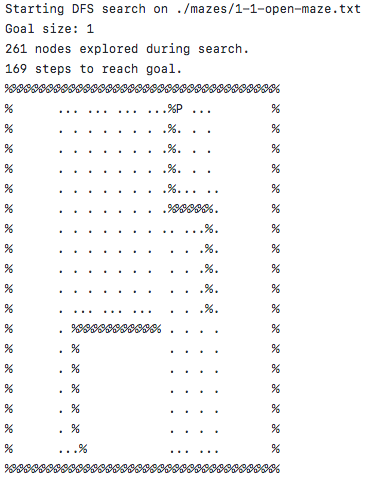 Starting DFS search on ./mazes/1-1-open-maze.txt
Goal size: 1
261 nodes explored during search.
169 steps to reach goal.
%%%%%%%%%%%%%%%%%%%%%%%%%%%%%%%%%%%%%
%      ... ... ... ...%P ...        %
%      . . . . . . . .%. . .        %
%      . . . . . . . .%. . .        %
%      . . . . . . . .%. . .        %
%      . . . . . . . .%... ..       %
%      . . . . . . . .%%%%%%.       %
%      . . . . . . . .. ...%.       %
%      . . . . . . .  . . .%.       %
%      . . . . . . .  . . .%.       %
%      . . . . . . .  . . .%.       %
%      . ... ... ...  . . .%.       %
%      . %%%%%%%%%%%% . . . .       %
%      . %            . . . .       %
%      . %            . . . .       %
%      . %            . . . .       %
%      . %            . . . .       %
%      . %            . . . .       %
%      ...%           ... ...       %
%%%%%%%%%%%%%%%%%%%%%%%%%%%%%%%%%%%%%